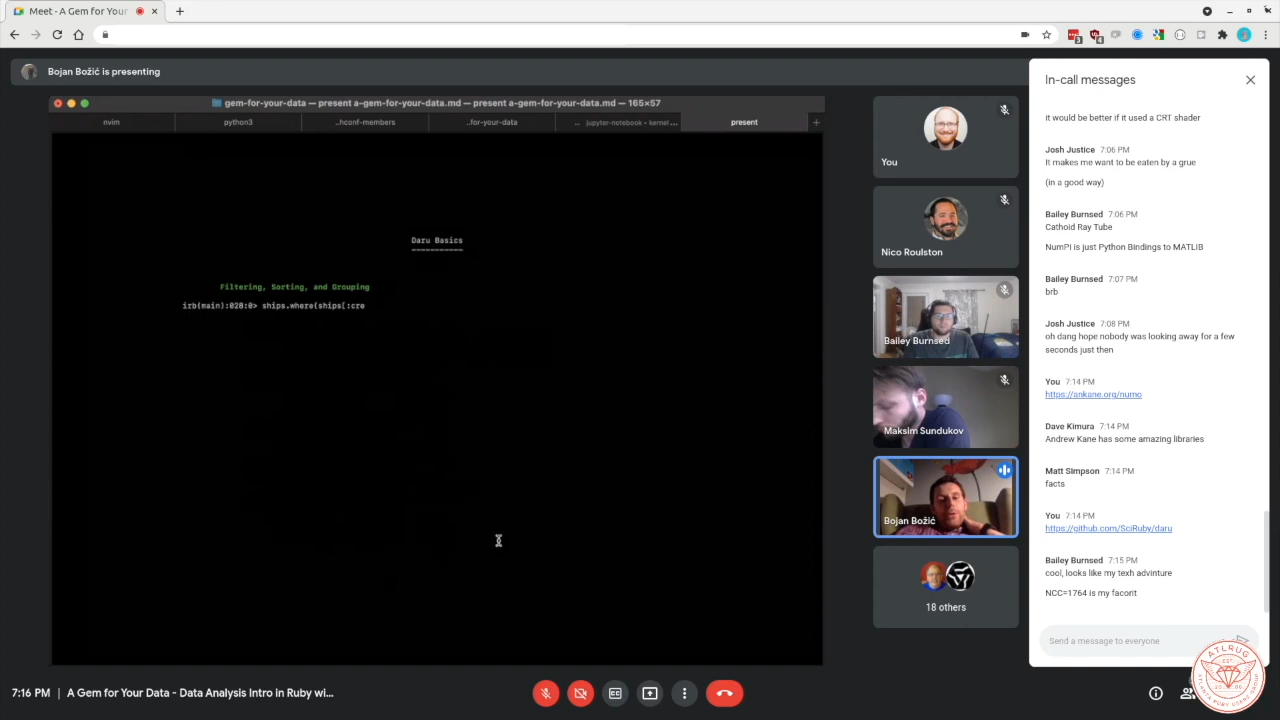 Meet - A Gem for Your
Bojan Božić is presenting
gem-for-your-data — present a-gem-for-your-data.md — present a-gem-for-your-data.md — 165×57
nvim
python3
..hconf-members
..for-your-data
... jupyter-notebook - kernel...
present
Daru Basics
Filtering, Sorting, and Grouping
irb(main):028:0> ships.where(ships[:cre
You
Nico Roulston
Bailey Burnsed
Maksim Sundukov
Bojan Božić
18 others
In-call messages
it would be better if it used a CRT shader
Josh Justice 7:06 PM
It makes me want to be eaten by a grue
(in a good way)
Bailey Burnsed 7:06 PM
Cathoid Ray Tube
NumPi is just Python Bindings to MATLIB
Bailey Burnsed 7:07 PM
brb
Josh Justice 7:08 PM
oh dang hope nobody was looking away for a few
seconds just then
You 7:14 PM
https://ankane.org/numo
Dave Kimura 7:14 PM
Andrew Kane has some amazing libraries
Matt Simpson 7:14 PM
facts
You 7:14 PM
https://github.com/SciRuby/daru
Bailey Burnsed 7:15 PM
cool, looks like my texh advinture
NCC=1764 is my facorit
Send a message to everyone
7:16 PM | A Gem for Your Data - Data Analysis Intro in Ruby wi...
ATLRUG
EST.
ATLANTA RUBY USERS GROUP